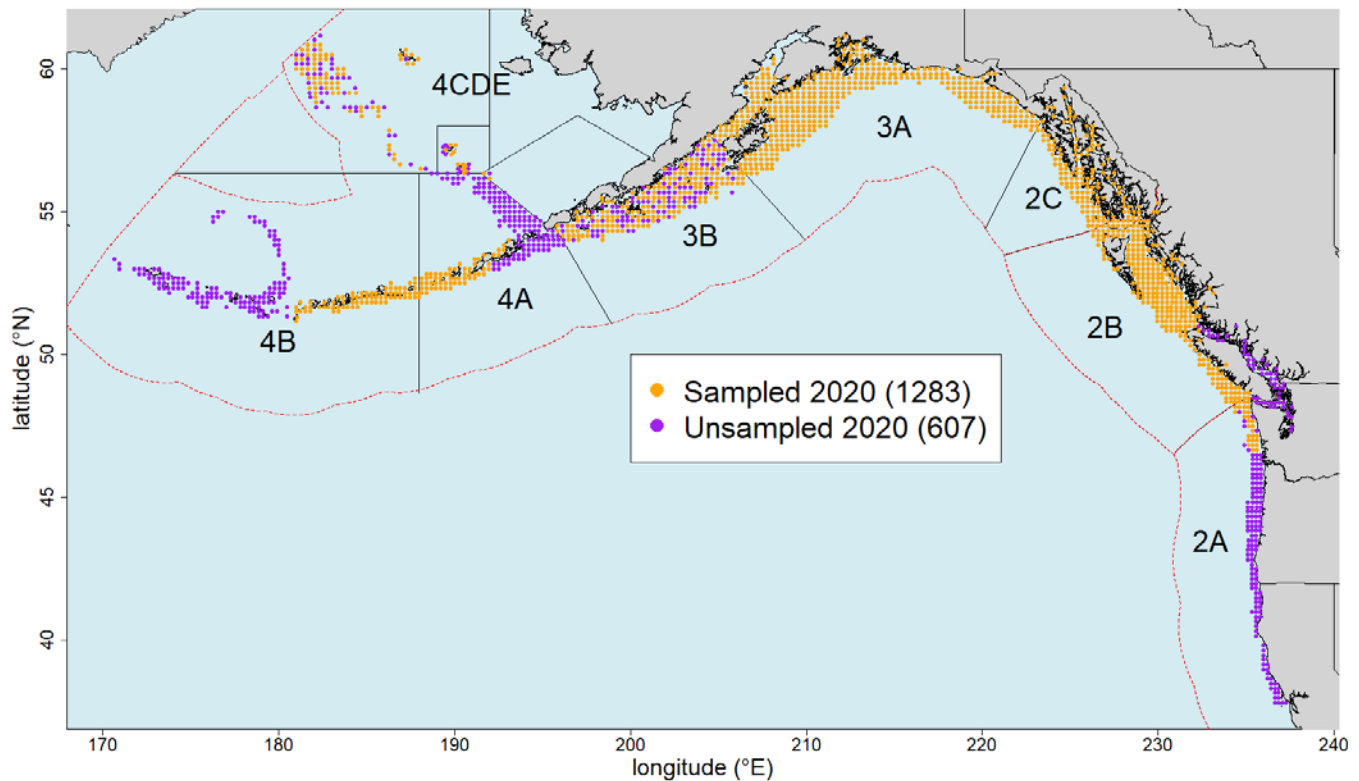 60
55
50
45
40
latitude (°N)
4CDE
3A
2C
3B
4A
4B
2B
2A
Sampled 2020 (1283)
Unsampled 2020 (607)
170
180
190
200
210
220
230
240
longitude (°E)